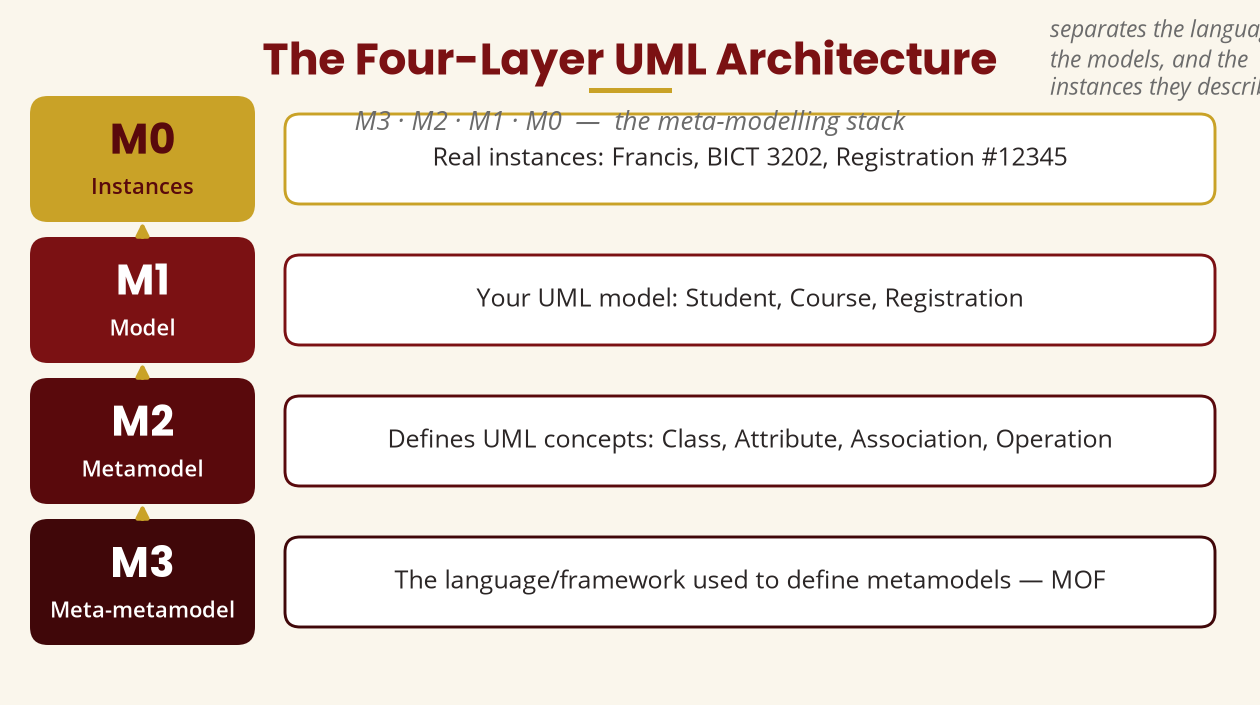 The Four-Layer UML Architecture
separates the
the models, and the
instances they
M3 · M2 · M1 · M0 — the meta-modelling stack
M0
Instances
Real instances: Francis, BICT 3202, Registration #12345
M1
Model
Your UML model: Student, Course, Registration
M2
Metamodel
Defines UML concepts: Class, Attribute, Association, Operation
M3
Meta-metamodel
The language/framework used to define metamodels — MOF